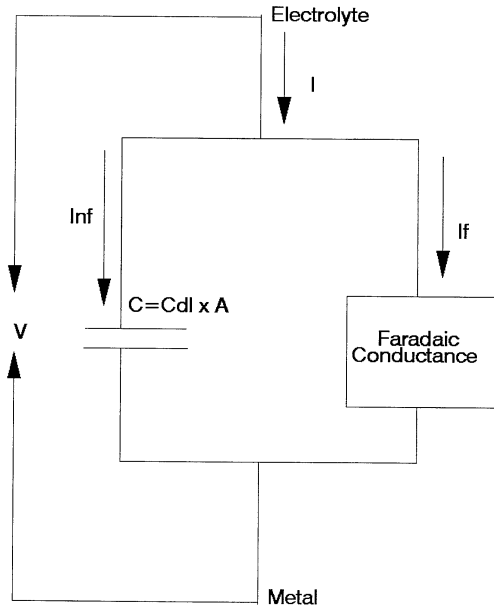 Electrolyte
I
Inf
If
C=Cdl x A
V
Faradaic
Conductance
Metal